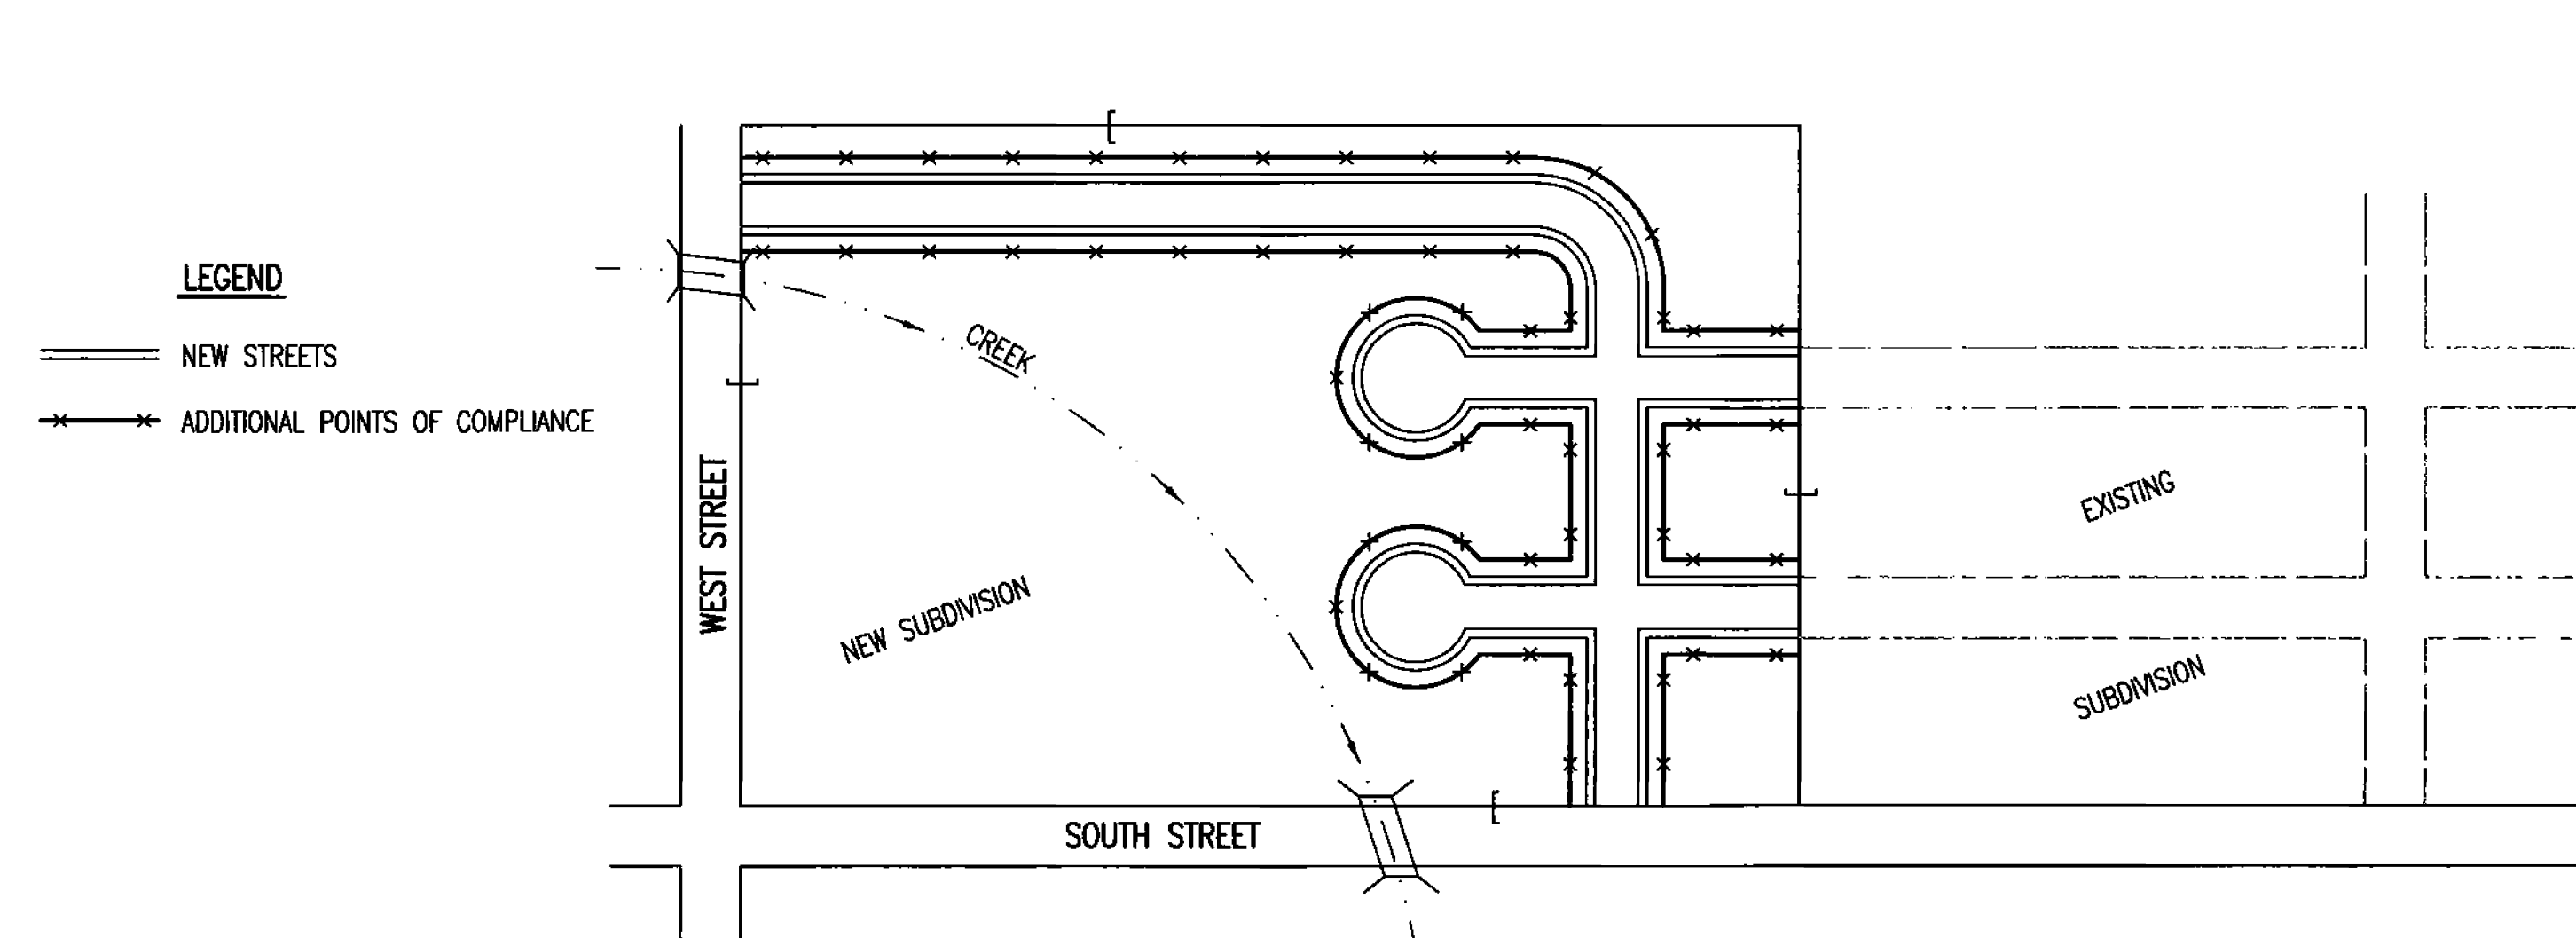 LEGEND
NEW STREETS
ADDITIONAL POINTS OF COMPLIANCE
WEST STREET
CREEK
NEW SUBDIVISION
SOUTH STREET
EXISTING
SUBDIVISION